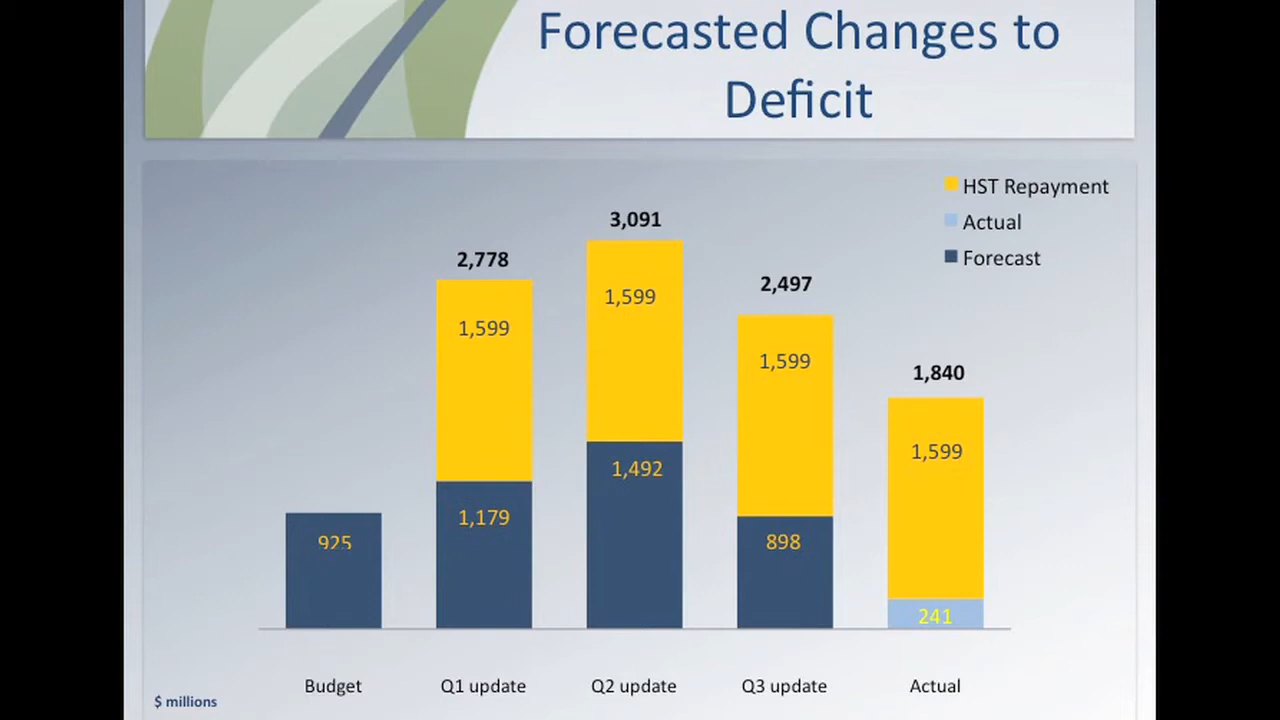 Forecasted Changes to
Deficit
HST Repayment
Actual
Forecast
3,091
2,778
2,497
1,840
1,599
1,599
1,599
1,599
925
1,179
1,492
898
241
Budget
Q1 update
Q2 update
Q3 update
Actual
$ millions